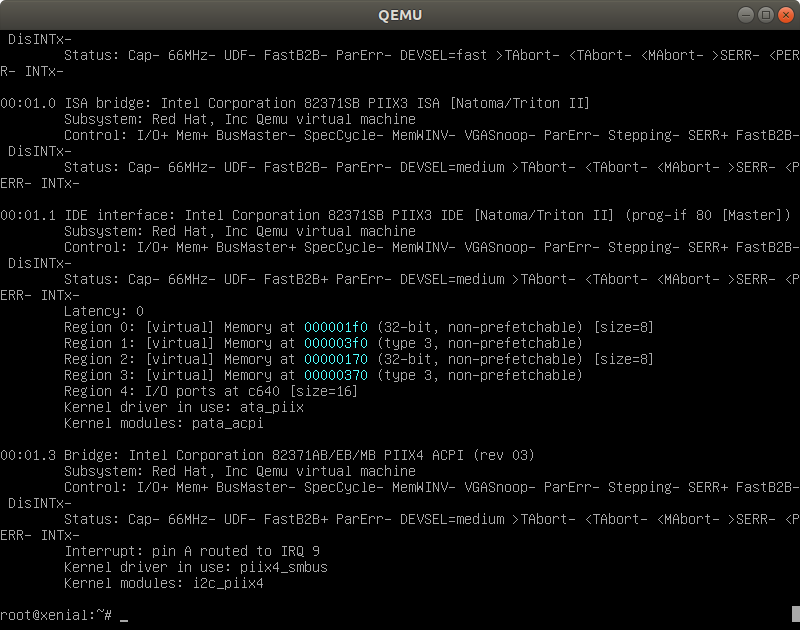 QEMU
 DisINTx-
        Status: Cap- 66MHz- UDF- FastB2B- ParErr- DEVSEL=fast >TAbort- <TAbort- <MAbort- >SERR- <PER
R- INTx-

00:01.0 ISA bridge: Intel Corporation 82371SB PIIX3 ISA [Natoma/Triton II]
        Subsystem: Red Hat, Inc Qemu virtual machine
        Control: I/O+ Mem+ BusMaster- SpecCycle- MemWINV- VGASnoop- ParErr- Stepping- SERR+ FastB2B-
 DisINTx-
        Status: Cap- 66MHz- UDF- FastB2B- ParErr- DEVSEL=medium >TAbort- <TAbort- <MAbort- >SERR- <P
ERR- INTx-

00:01.1 IDE interface: Intel Corporation 82371SB PIIX3 IDE [Natoma/Triton II] (prog-if 80 [Master])
        Subsystem: Red Hat, Inc Qemu virtual machine
        Control: I/O+ Mem+ BusMaster+ SpecCycle- MemWINV- VGASnoop- ParErr- Stepping- SERR+ FastB2B-
 DisINTx-
        Status: Cap- 66MHz- UDF- FastB2B+ ParErr- DEVSEL=medium >TAbort- <TAbort- <MAbort- >SERR- <P
ERR- INTx-
        Latency: 0
        Region 0: [virtual] Memory at 000001f0 (32-bit, non-prefetchable) [size=8]
        Region 1: [virtual] Memory at 000003f0 (type 3, non-prefetchable)
        Region 2: [virtual] Memory at 00000170 (32-bit, non-prefetchable) [size=8]
        Region 3: [virtual] Memory at 00000370 (type 3, non-prefetchable)
        Region 4: I/O ports at c640 [size=16]
        Kernel driver in use: ata_piix
        Kernel modules: pata_acpi

00:01.3 Bridge: Intel Corporation 82371AB/EB/MB PIIX4 ACPI (rev 03)
        Subsystem: Red Hat, Inc Qemu virtual machine
        Control: I/O+ Mem+ BusMaster- SpecCycle- MemWINV- VGASnoop- ParErr- Stepping- SERR+ FastB2B-
 DisINTx-
        Status: Cap- 66MHz- UDF- FastB2B+ ParErr- DEVSEL=medium >TAbort- <TAbort- <MAbort- >SERR- <P
ERR- INTx-
        Interrupt: pin A routed to IRQ 9
        Kernel driver in use: piix4_smbus
        Kernel modules: i2c_piix4

root@xenial:~# _